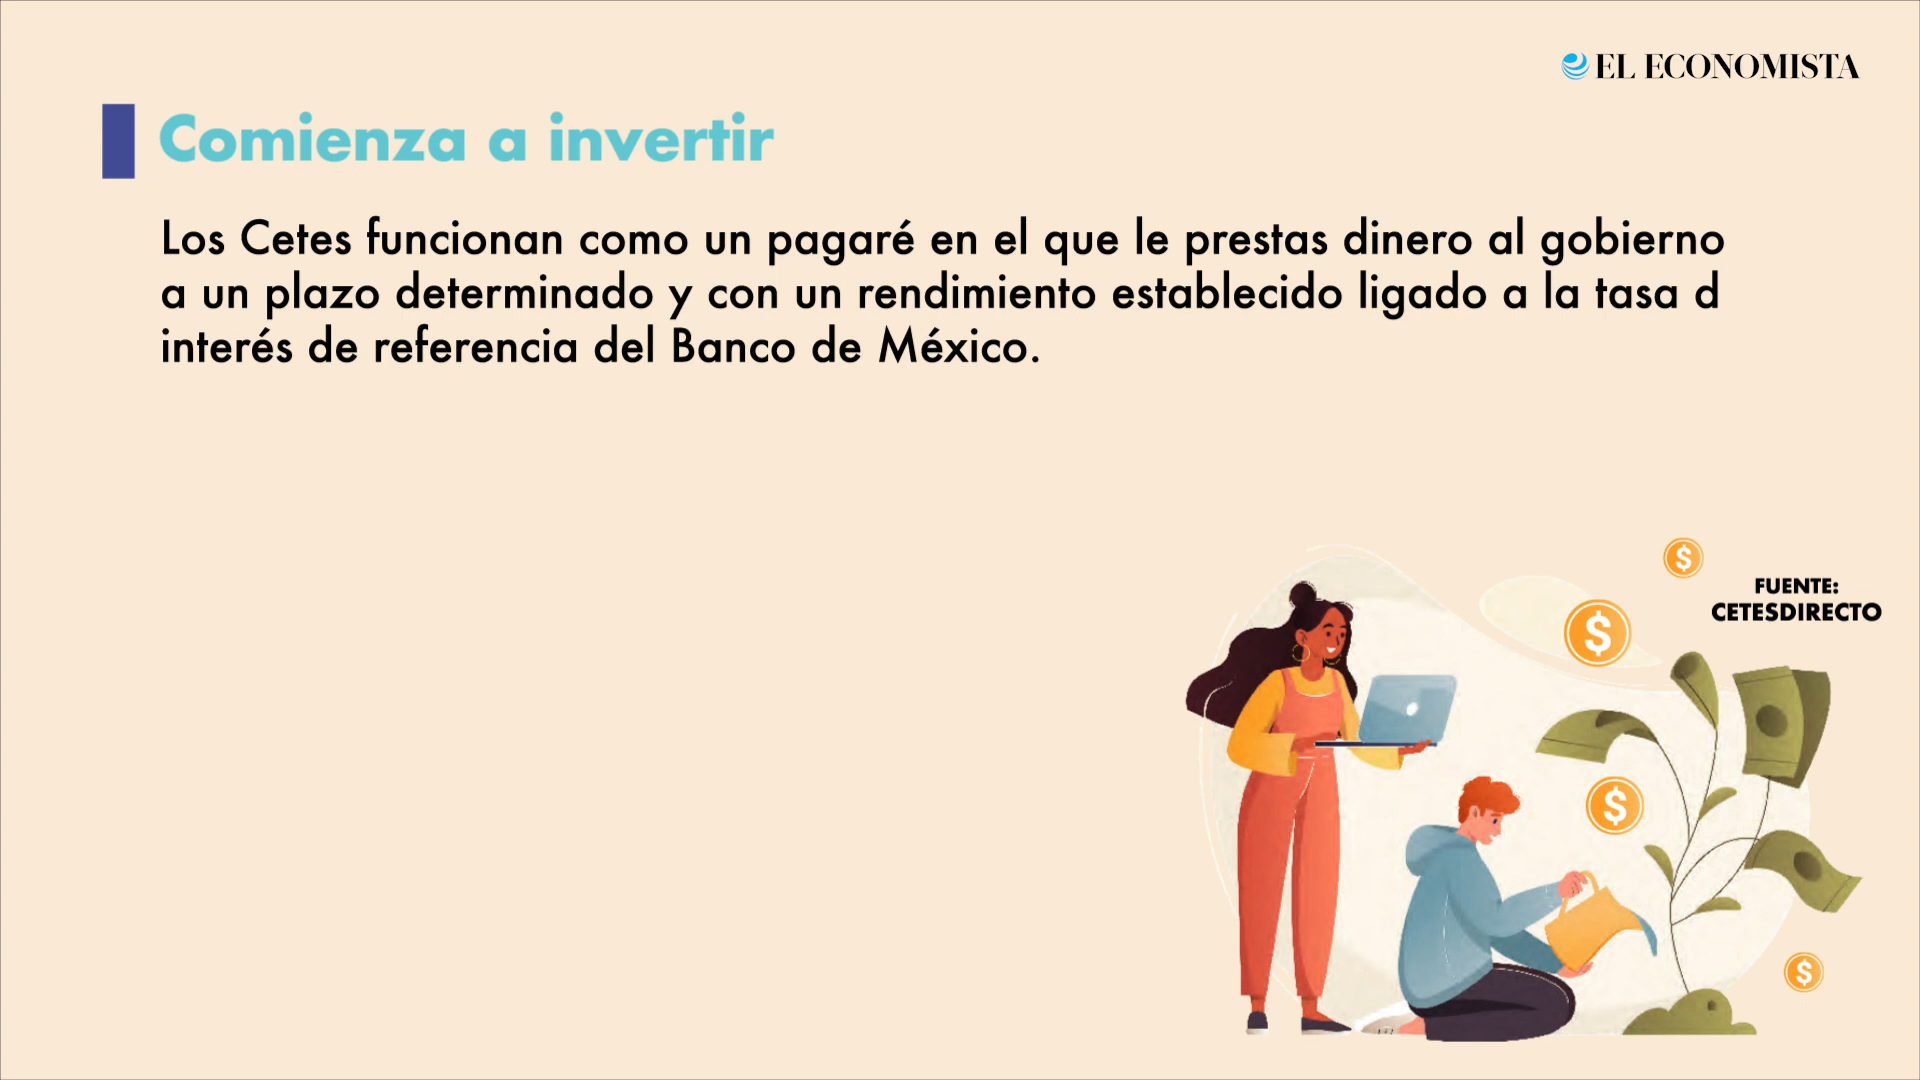 EL ECONOMISTA
Comienza a invertir
Los Cetes funcionan como un pagaré en el que le prestas dinero al gobierno
a un plazo determinado y con un rendimiento establecido ligado a la tasa d
interés de referencia del Banco de México.
$
FUENTE:
CETESDIRECTO
$
$
$